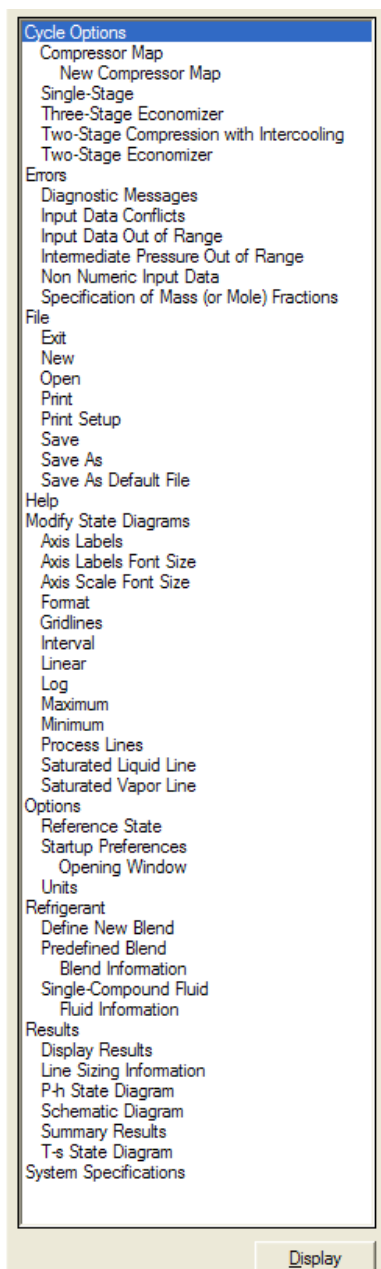 Cycle Options
Compressor Map
New Compressor Map
Single-Stage
Three-Stage Economizer
Two-Stage Compression with Intercooling
Two-Stage Economizer
Errors
Diagnostic Messages
Input Data Conflicts
Input Data Out of Range
Intermediate Pressure Out of Range
Non Numeric Input Data
Specification of Mass (or Mole) Fractions
File
Exit
New
Open
Print
Print Setup
Save
Save As
Save As Default File
Help
Modify State Diagrams
Axis Labels
Axis Labels Font Size
Axis Scale Font Size
Format
Gridlines
Interval
Linear
Log
Maximum
Minimum
Process Lines
Saturated Liquid Line
Saturated Vapor Line
Options
Reference State
Startup Preferences
Opening Window
Units
Refrigerant
Define New Blend
Predefined Blend
Blend Information
Single-Compound Fluid
Fluid Information
Results
Display Results
Line Sizing Information
P-h State Diagram
Schematic Diagram
Summary Results
T-s State Diagram
System Specifications
Display